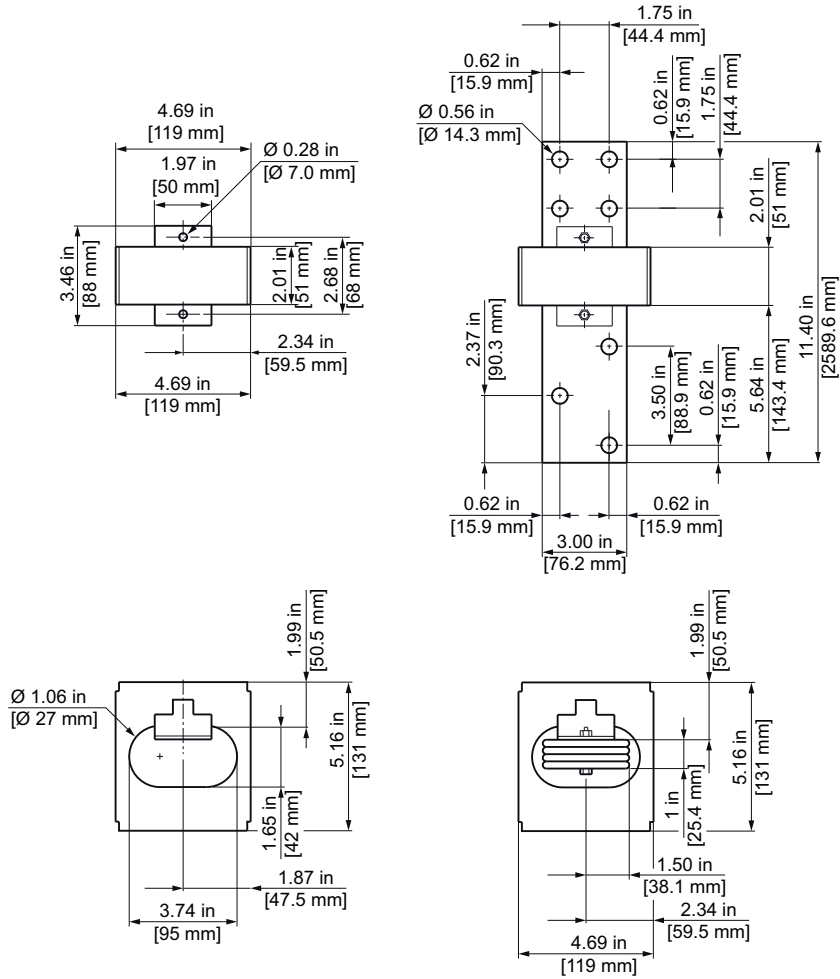 4.69 in
[119 mm]
1.97 in
[50 mm]
Ø 0.28 in
[Ø 7.0 mm]
3.46 in
[88 mm]
2.01 in
[51 mm]
2.68 in
[68 mm]
2.34 in
[59.5 mm]
4.69 in
[119 mm]
1.75 in
[44.4 mm]
0.62 in
[15.9 mm]
Ø 0.56 in
[Ø 14.3 mm]
0.62 in
[15.9 mm]
1.75 in
[44.4 mm]
2.01 in
[51 mm]
11.40 in
[2589.6 mm]
2.37 in
[90.3 mm]
3.50 in
[88.9 mm]
0.62 in
[15.9 mm]
5.64 in
[143.4 mm]
0.62 in
[15.9 mm]
0.62 in
[15.9 mm]
3.00 in
[76.2 mm]
1.99 in
[50.5 mm]
Ø 1.06 in
[Ø 27 mm]
5.16 in
[131 mm]
1.65 in
[42 mm]
1.87 in
[47.5 mm]
3.74 in
[95 mm]
1.99 in
[50.5 mm]
5.16 in
[131 mm]
1 in
[25.4 mm]
1.50 in
[38.1 mm]
2.34 in
[59.5 mm]
4.69 in
[119 mm]